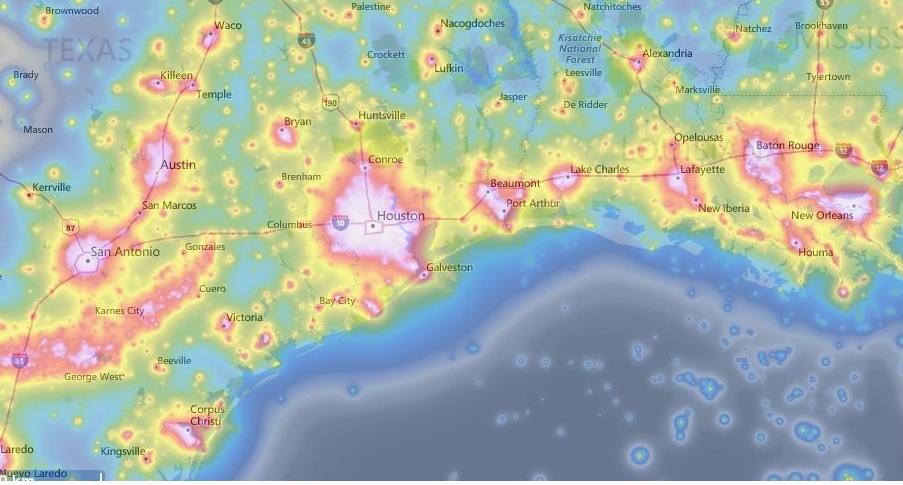 Brownwood
Palestine
Natchitoches
55
Waco
45
Nacogdoches
Kisatchie
National
Forest
Natchez
Brookhaven
TEXAS
MISSISS
Crockett
Lufkin
Alexandria
Brady
Killeen
Temple
Leesville
Tylertown
Marksville
190
Jasper
De Ridder
Mason
Bryan
Huntsville
Opelousas
Baton Rouge
12
12
Austin
Conroe
Kerrville
Brenham
Beaumont
Lake Charles
Lafayette
San Marcos
Port Arthur
New Iberia
New Orleans
87
Columbus
10
Houston
San Antonio
Gonzales
Houma
Galveston
Cuero
Bay City
Karnes City
Victoria
35
Beeville
George West
Corpus
Christi
Laredo
Kingsville
Nuevo Laredo